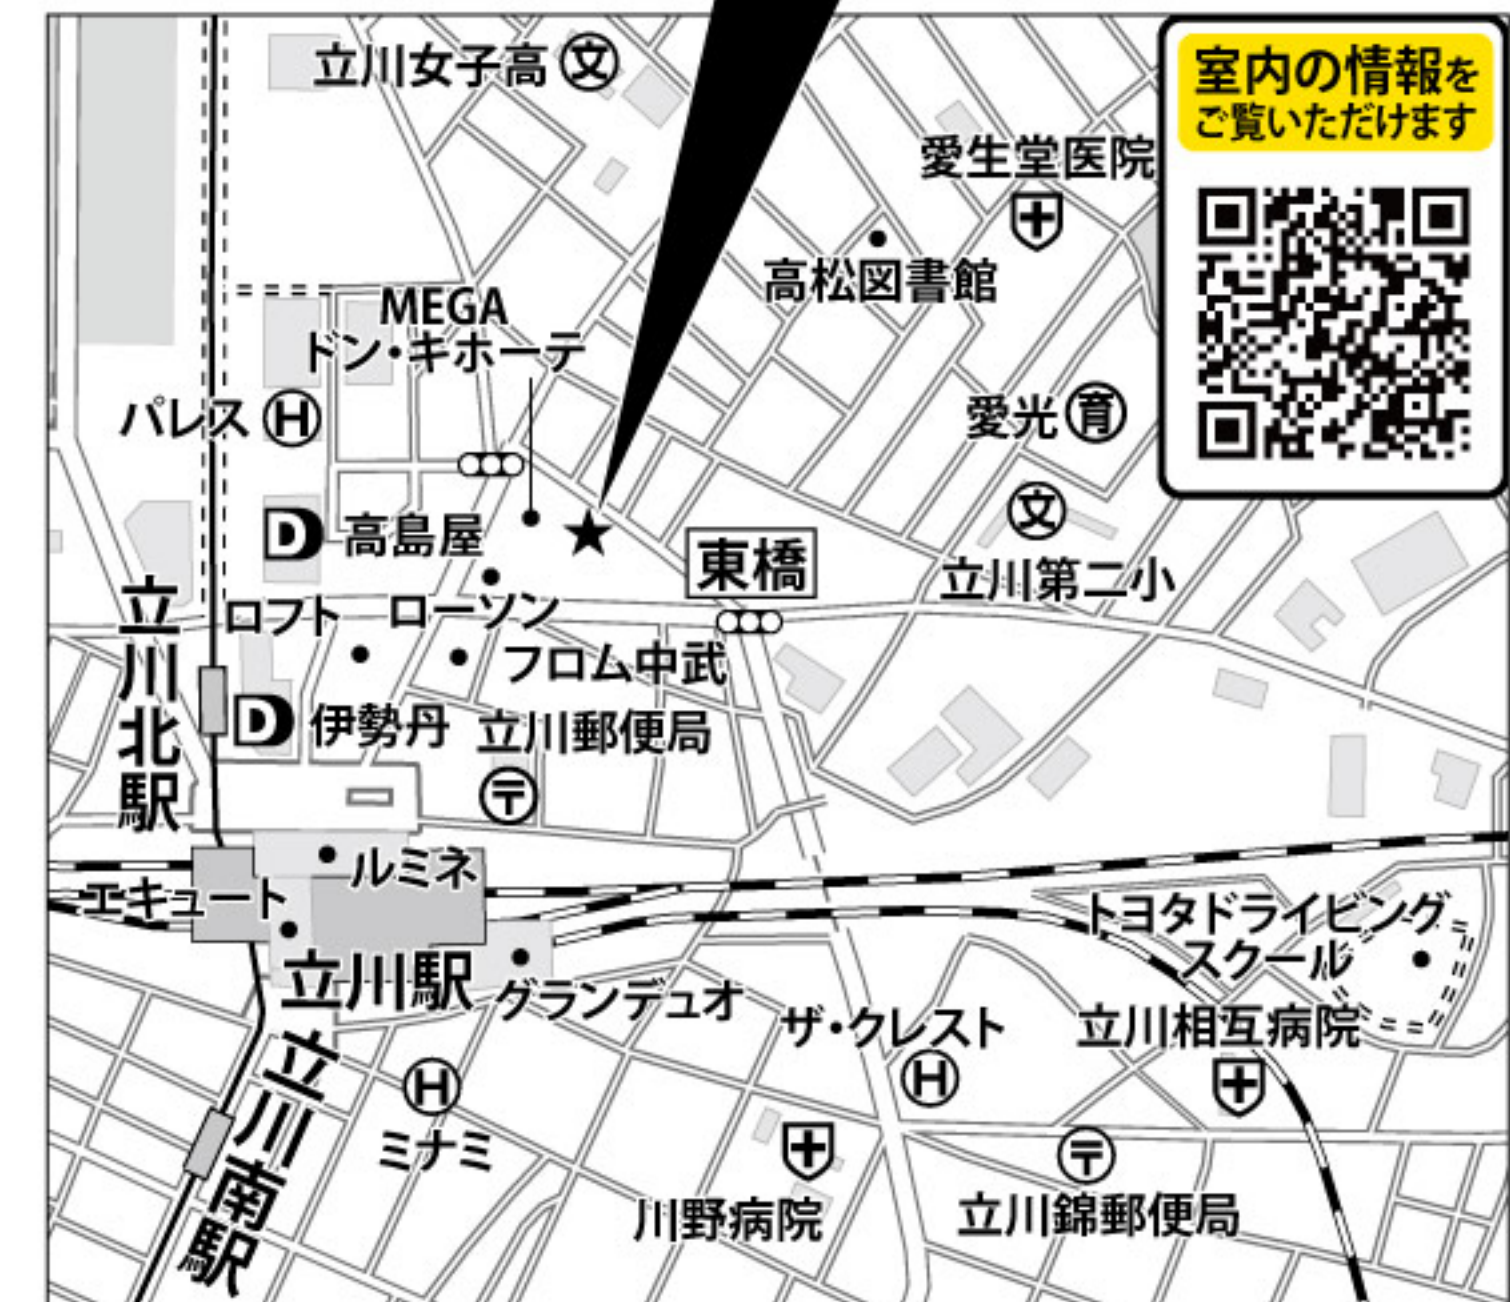 立川女子高 文
室内の情報を
ご覧いただけます
愛生堂医院
高松図書館
MEGA
ドン・キホーテ
パレス H
愛光 育
文
D 高島屋
東橋
立川第二小
立川北駅
ロフト
ローソン
フロム中武
D 伊勢丹
立川郵便局
〒
ルミネ
エキュート
立川駅
グランデュオ
トヨタドライビング
スクール
ザ・クレスト
H
立川相互病院
立川南駅
H
ミナミ
川野病院
〒
立川錦郵便局